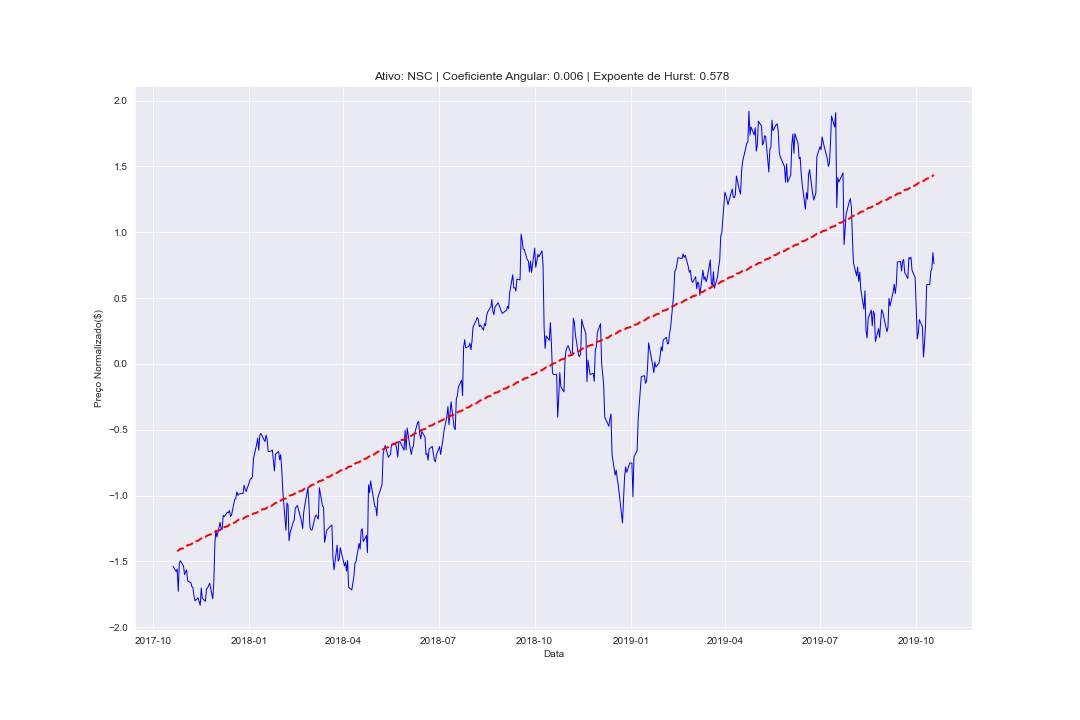 Ativo: NSC | Coeficiente Angular: 0.006 | Expoente de Hurst: 0.578
2.0
1.5
1.0
0.5
0.0
−0.5
−1.0
−1.5
−2.0
Preço Normalizado($)
2017-10 2018-01 2018-04 2018-07 2018-10 2019-01 2019-04 2019-07 2019-10
Data